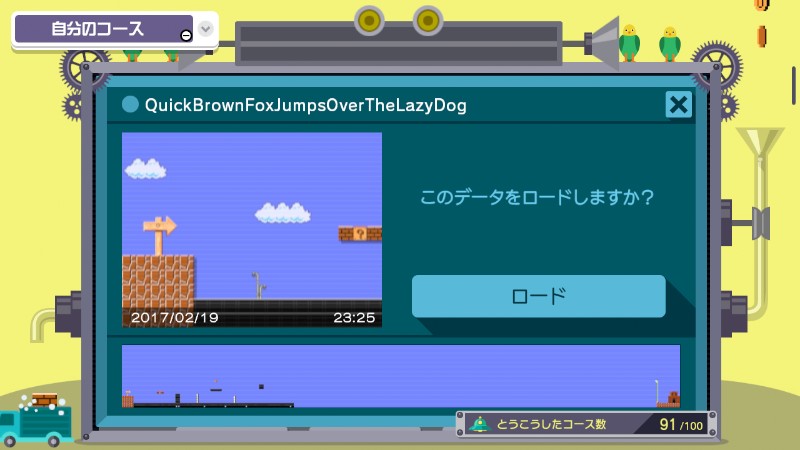 自分のコース
QuickBrownFoxJumpsOverTheLazyDog
このデータをロードしますか?
ロード
2017/02/19 23:25
とうこうしたコース数 91/100